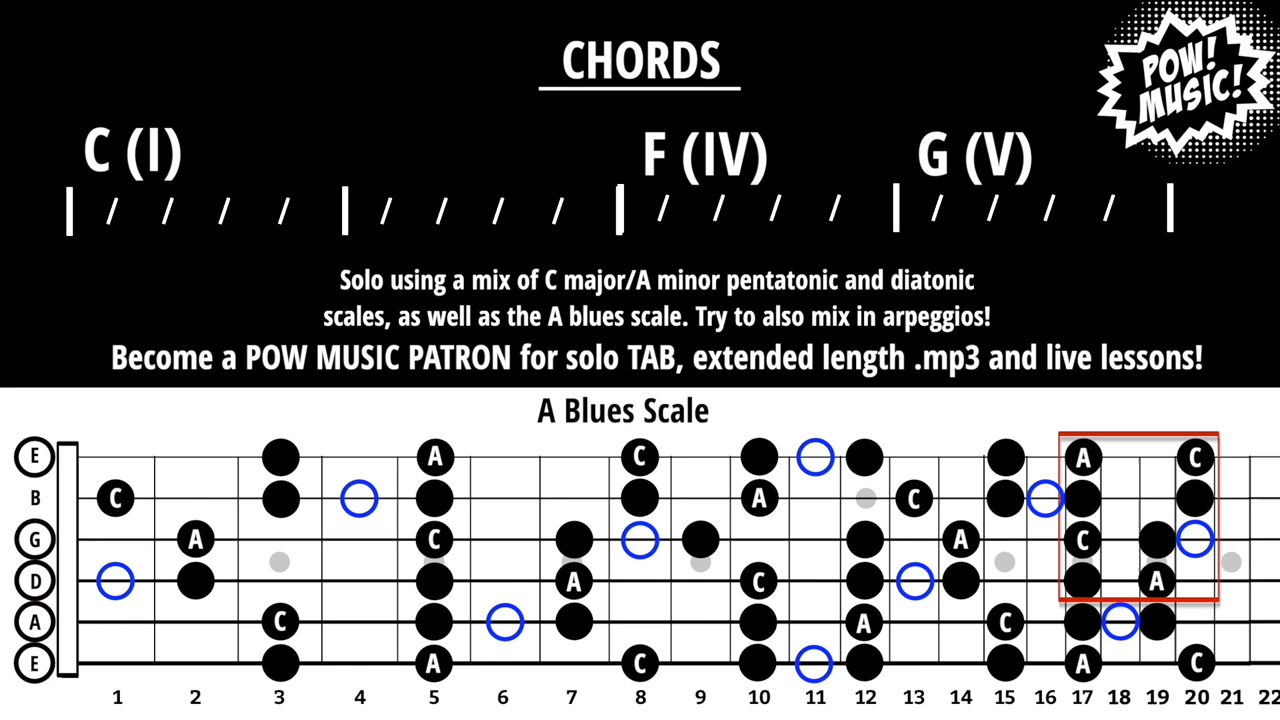 CHORDS
POW!
MUSIC!
C (I) F (IV) G (V)
| / / / / | / / / / | / / / / | / / / / |
Solo using a mix of C major/A minor pentatonic and diatonic
scales, as well as the A blues scale. Try to also mix in arpeggios!
Become a POW MUSIC PATRON for solo TAB, extended length .mp3 and live lessons!
A Blues Scale
E A C A C
B C A C
G A C A C
D A C A
A C A C
E A C A C
1 2 3 4 5 6 7 8 9 10 11 12 13 14 15 16 17 18 19 20 21 22